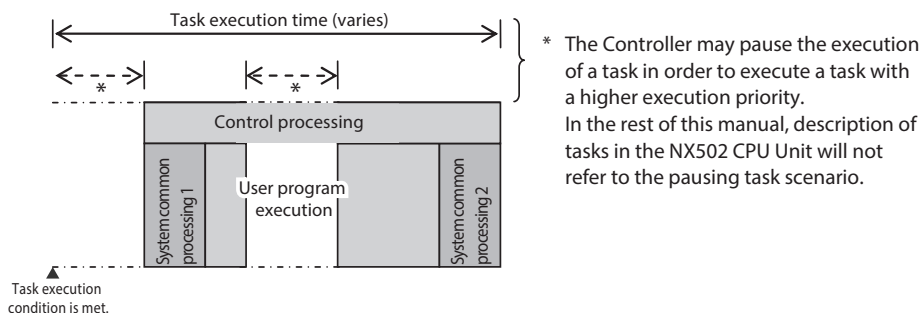 Task execution time (varies)
*
*
Control processing
System common
processing 1
User program
execution
System common
processing 2
Task execution
condition is met.
* The Controller may pause the execution
of a task in order to execute a task with
a higher execution priority.
In the rest of this manual, description of
tasks in the NX502 CPU Unit will not
refer to the pausing task scenario.